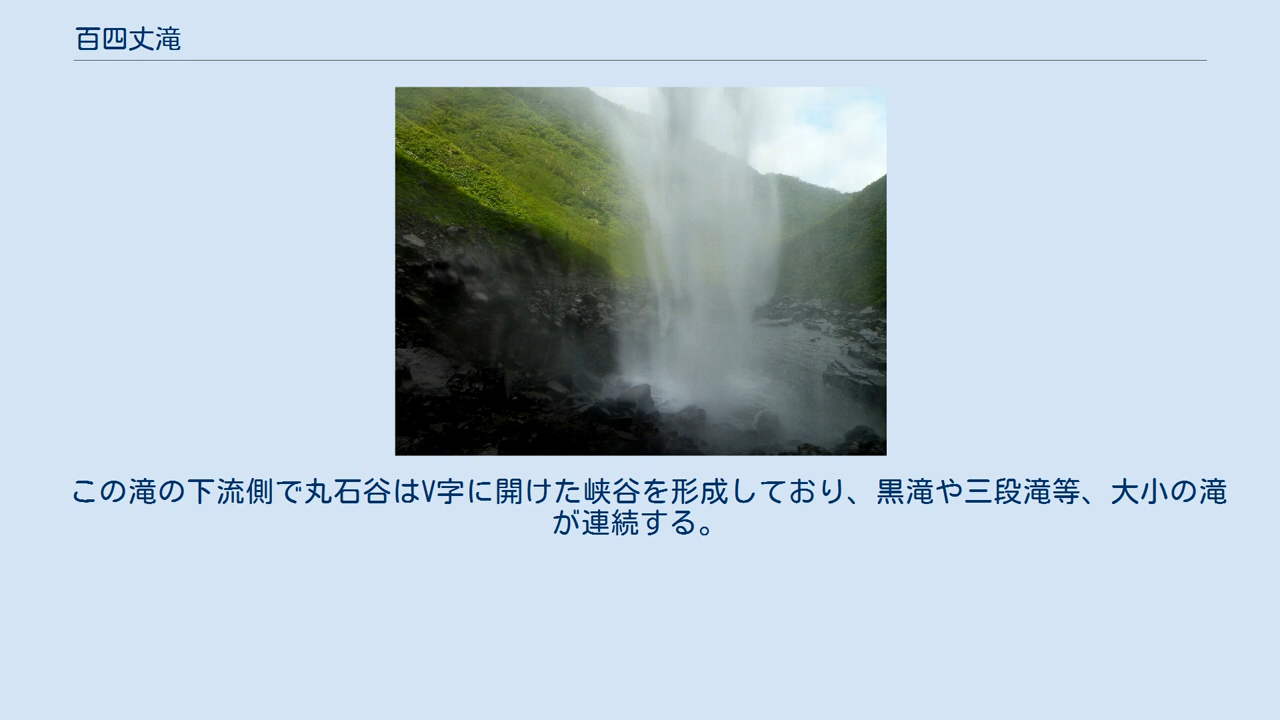 百四丈滝
この滝の下流側で丸石谷はV字に開けた峡谷を形成しており、黒滝や三段滝等、大小の滝
が連続する。